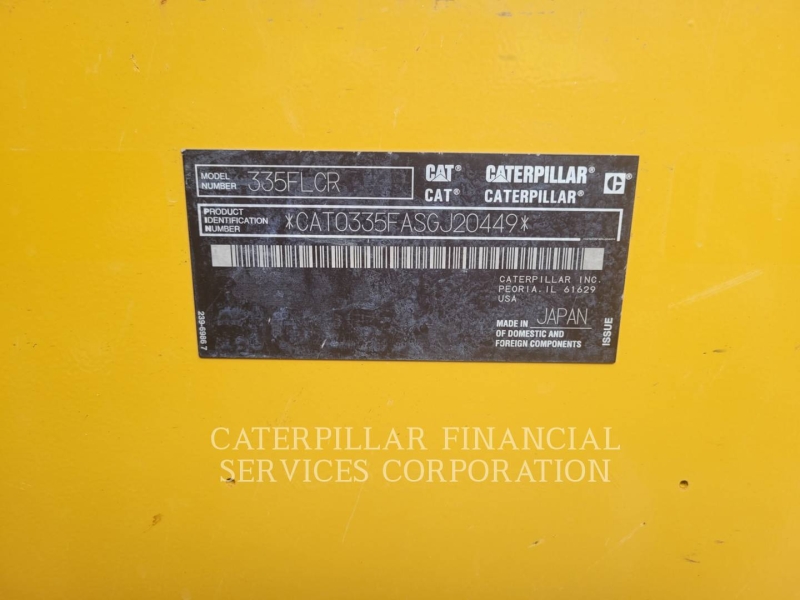 MODEL NUMBER 335FLCR
CAT® CATERPILLAR® C
CAT® CATERPILLAR®
PRODUCT IDENTIFICATION NUMBER *CAT0335FASGJ20449*
CATERPILLAR INC.
PEORIA, IL 61629
USA
MADE IN JAPAN
OF DOMESTIC AND
FOREIGN COMPONENTS
ISSUE
239-6986 7
CATERPILLAR FINANCIAL
SERVICES CORPORATION